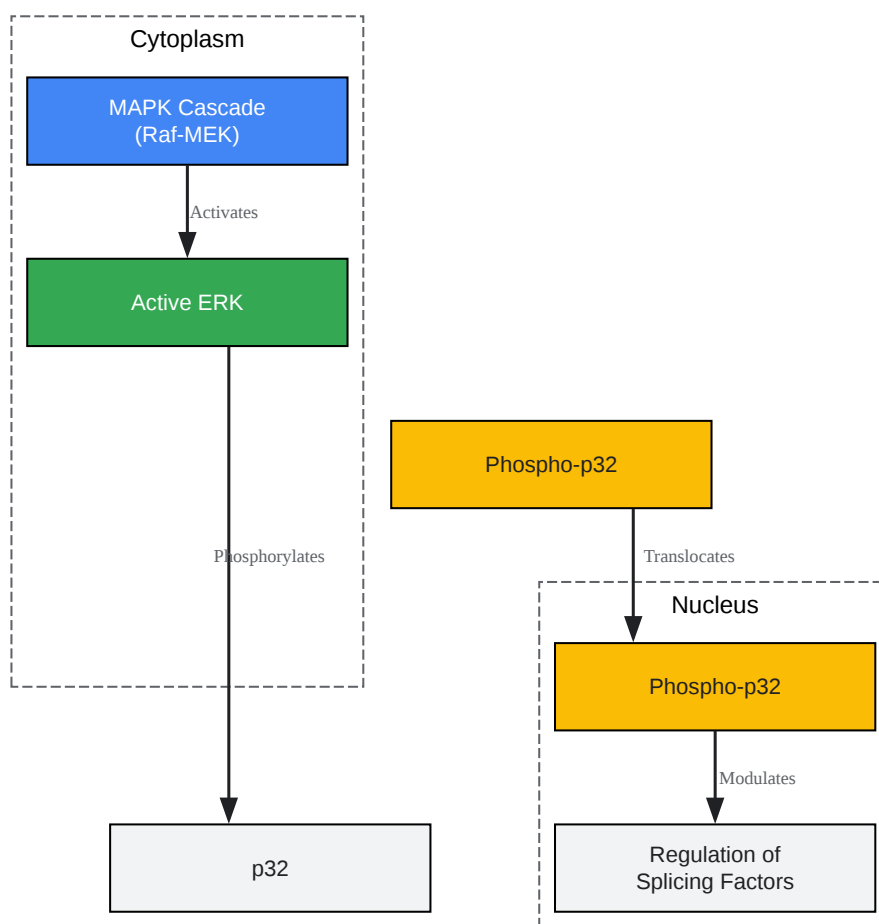 Cytoplasm
MAPK Cascade
(Raf-MEK)
Activates
Active ERK
Phosphorylates
p32
Phospho-p32
Translocates
Nucleus
Phospho-p32
Modulates
Regulation of
Splicing Factors